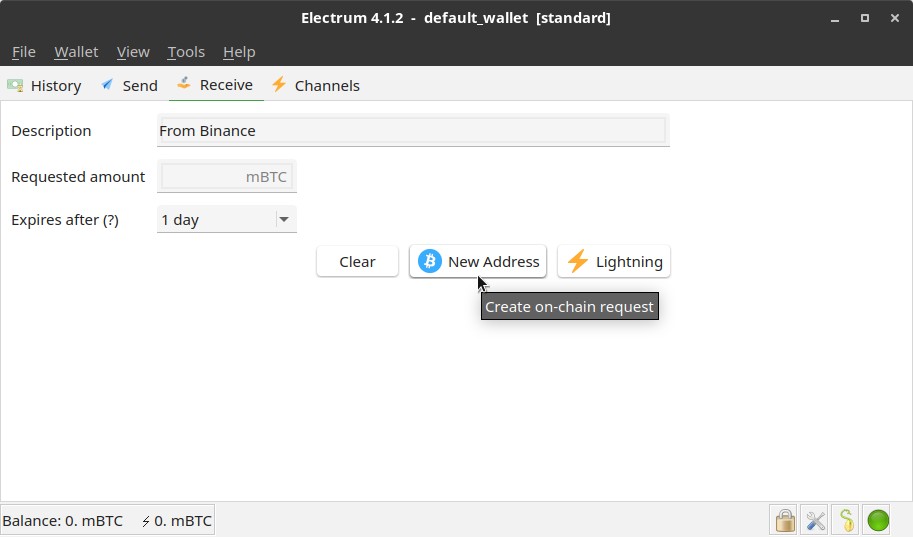 Electrum 4.1.2 - default_wallet [standard]
File Wallet View Tools Help
History Send Receive Channels
Description From Binance
Requested amount mBTC
Expires after (?) 1 day
Clear New Address Lightning
Create on-chain request
Balance: 0. mBTC ⚡ 0. mBTC